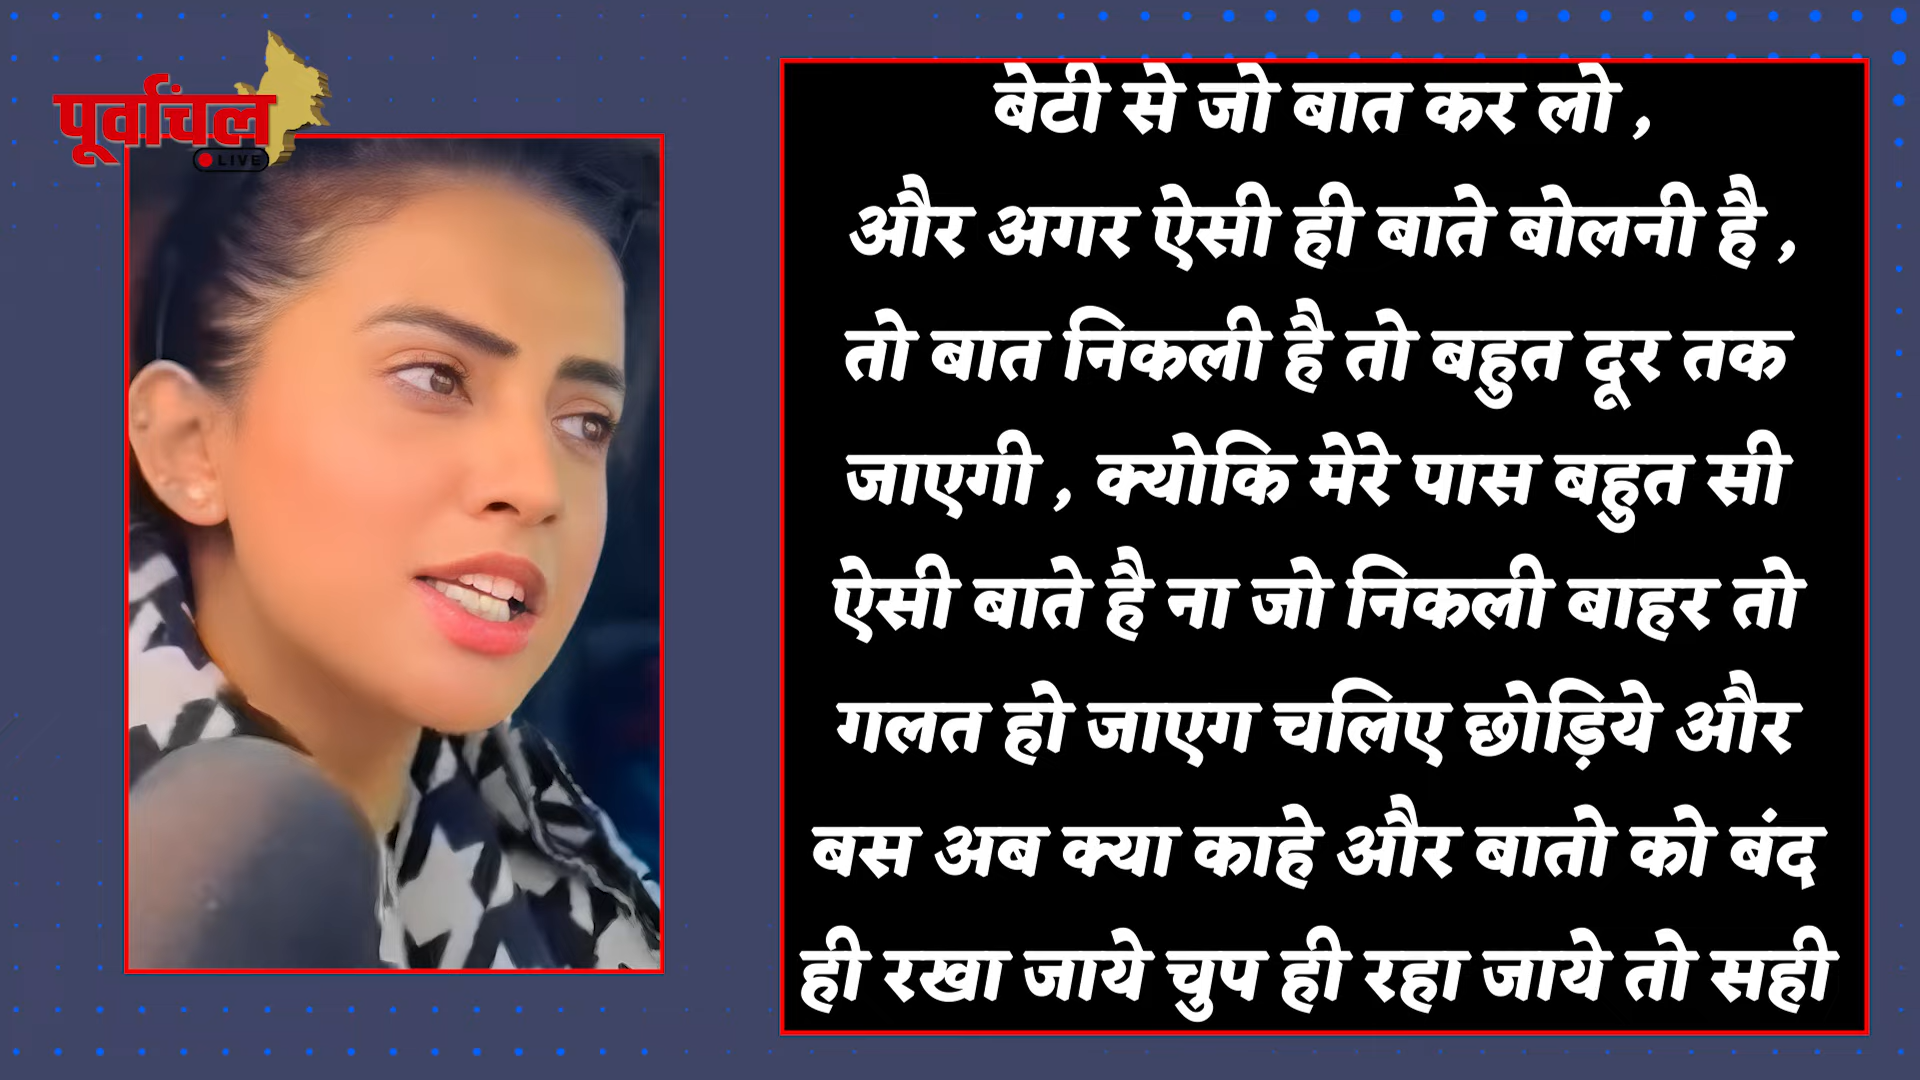 पूर्वांचल
LIVE
बेटी से जो बात कर लो ,
और अगर ऐसी ही बाते बोलनी है ,
तो बात निकली है तो बहुत दूर तक
जाएगी , क्योकि मेरे पास बहुत सी
ऐसी बाते है ना जो निकली बाहर तो
गलत हो जाएग चलिए छोड़िये और
बस अब क्या काहे और बातो को बंद
ही रखा जाये चुप ही रहा जाये तो सही